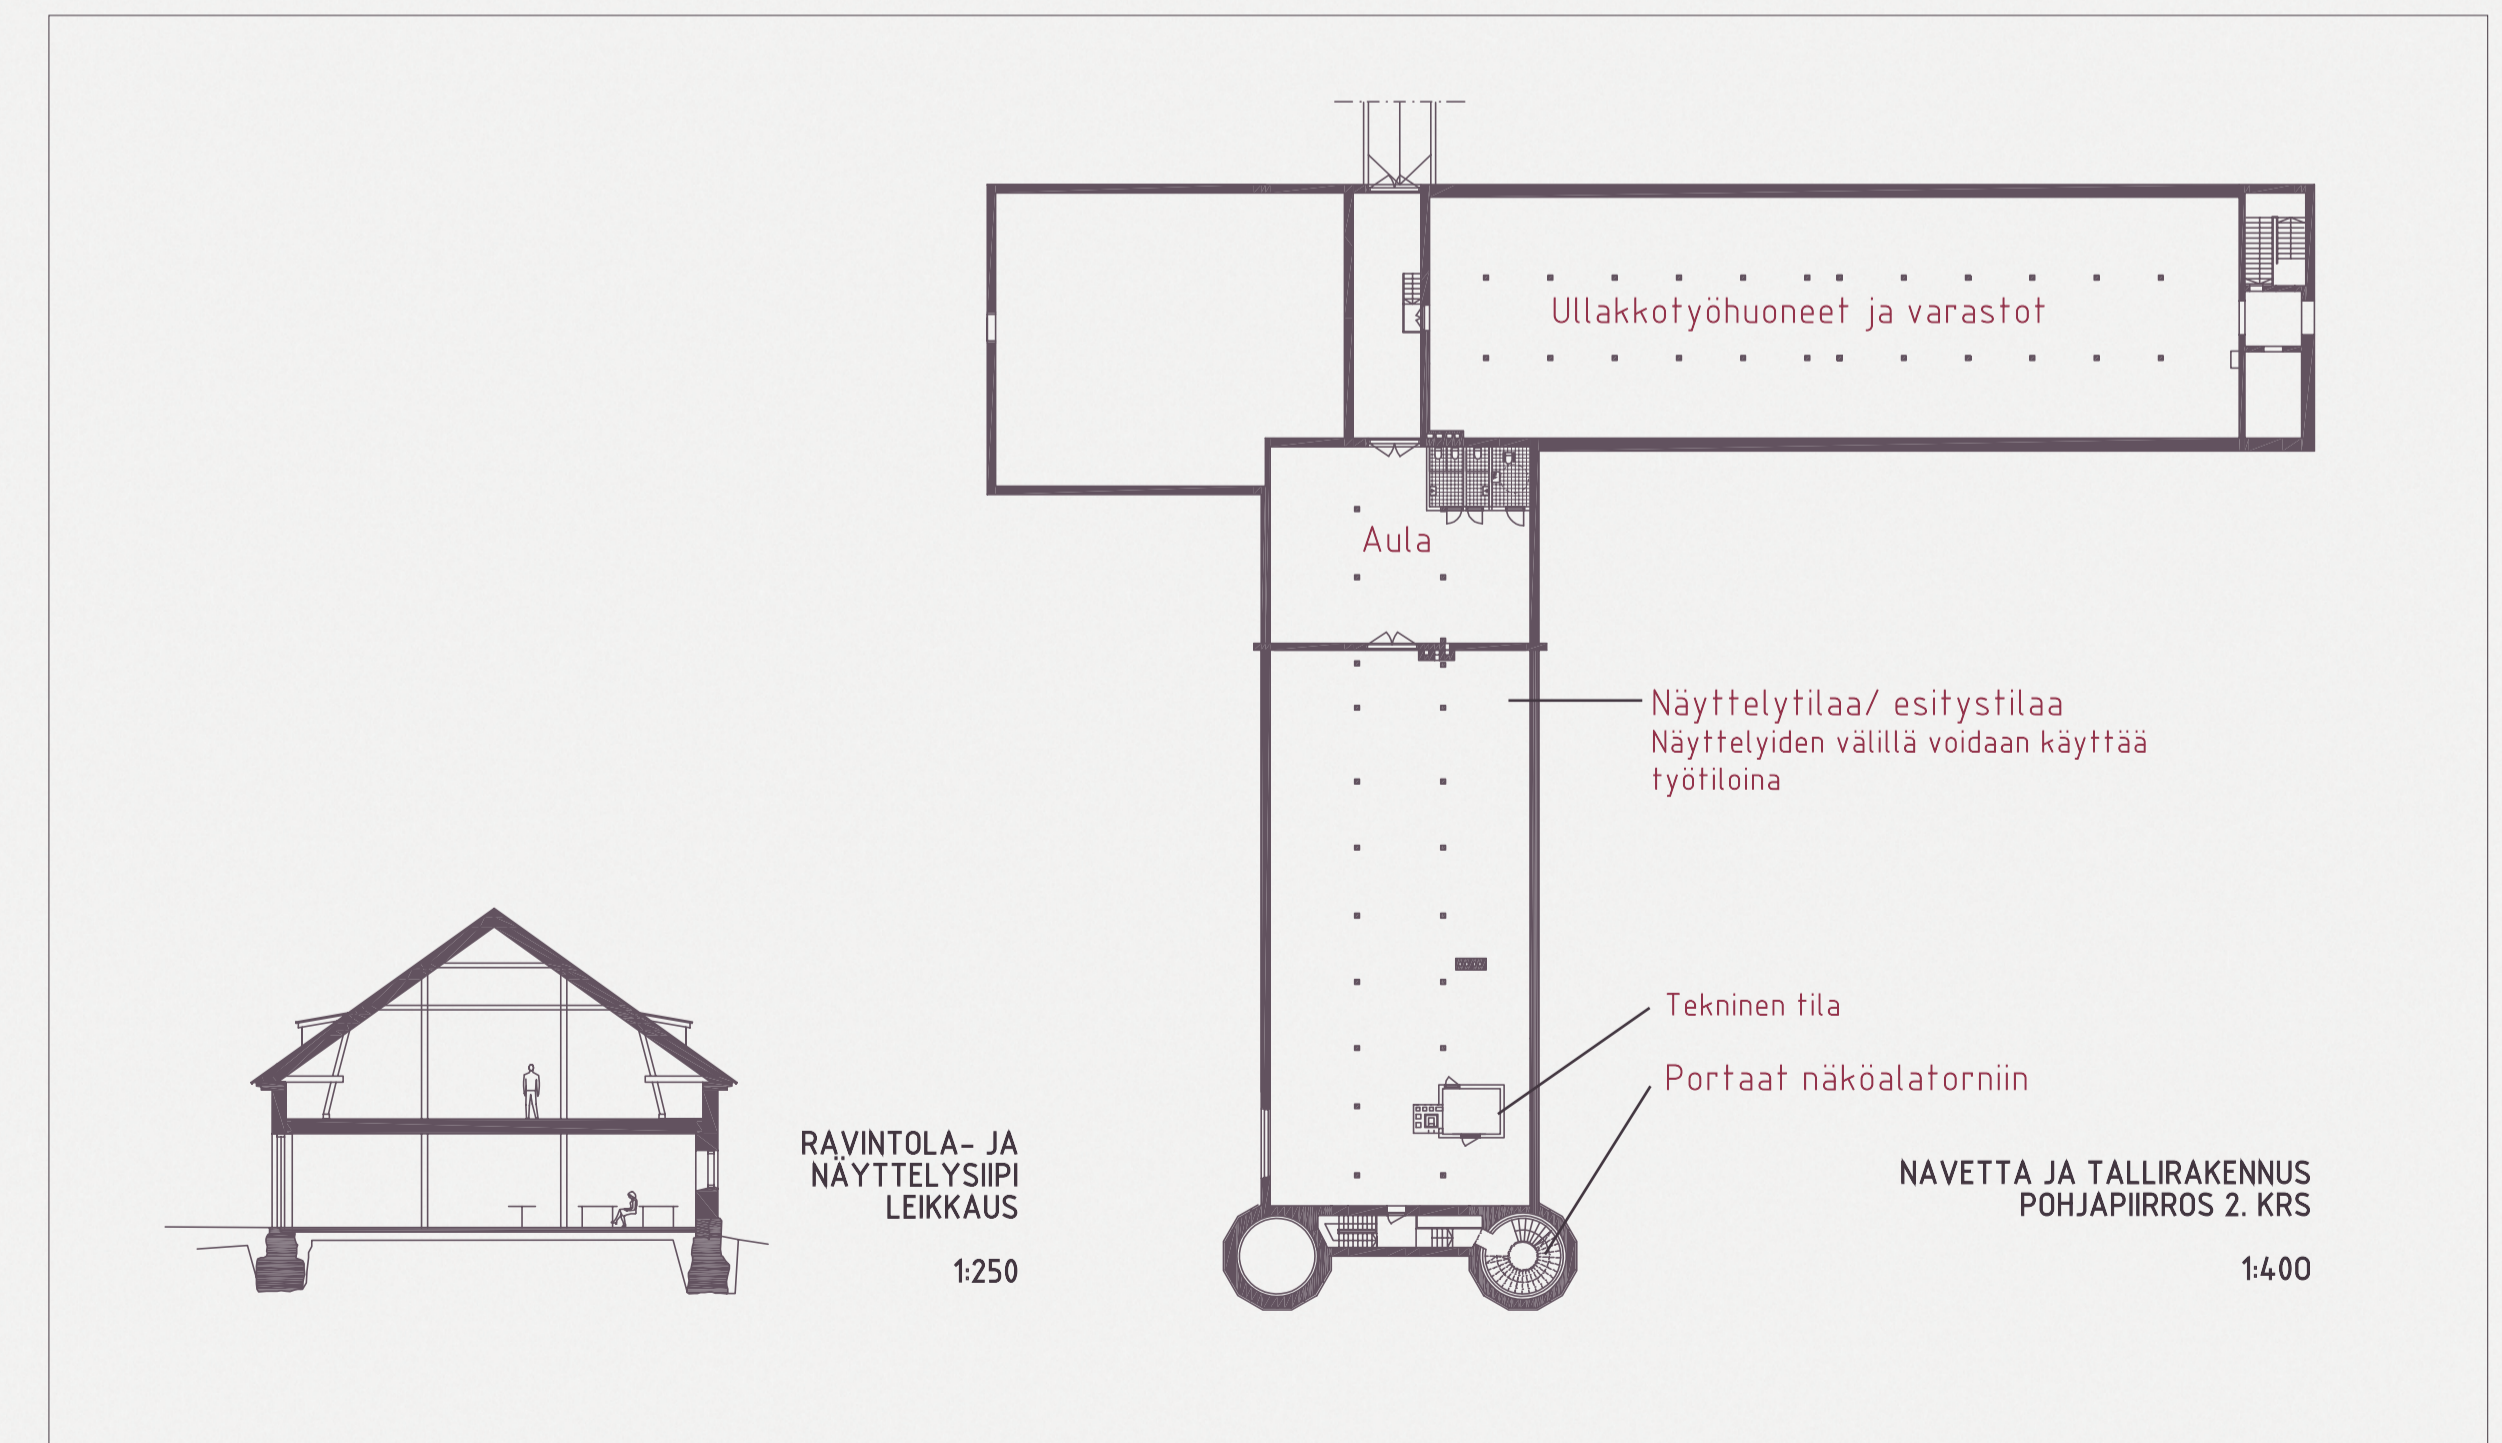 Ullakkotyöhuoneet ja varastot
Aula
Näyttelytilaa/ esitystilaa
Näyttelyiden välillä voidaan käyttää
työtiloina
Tekninen tila
Portaat näköalatorniin
RAVINTOLA- JA
NÄYTTELYSIIPI
LEIKKAUS
1:250
NAVETTA JA TALLIRAKENNUS
POHJAPIIRROS 2. KRS
1:400